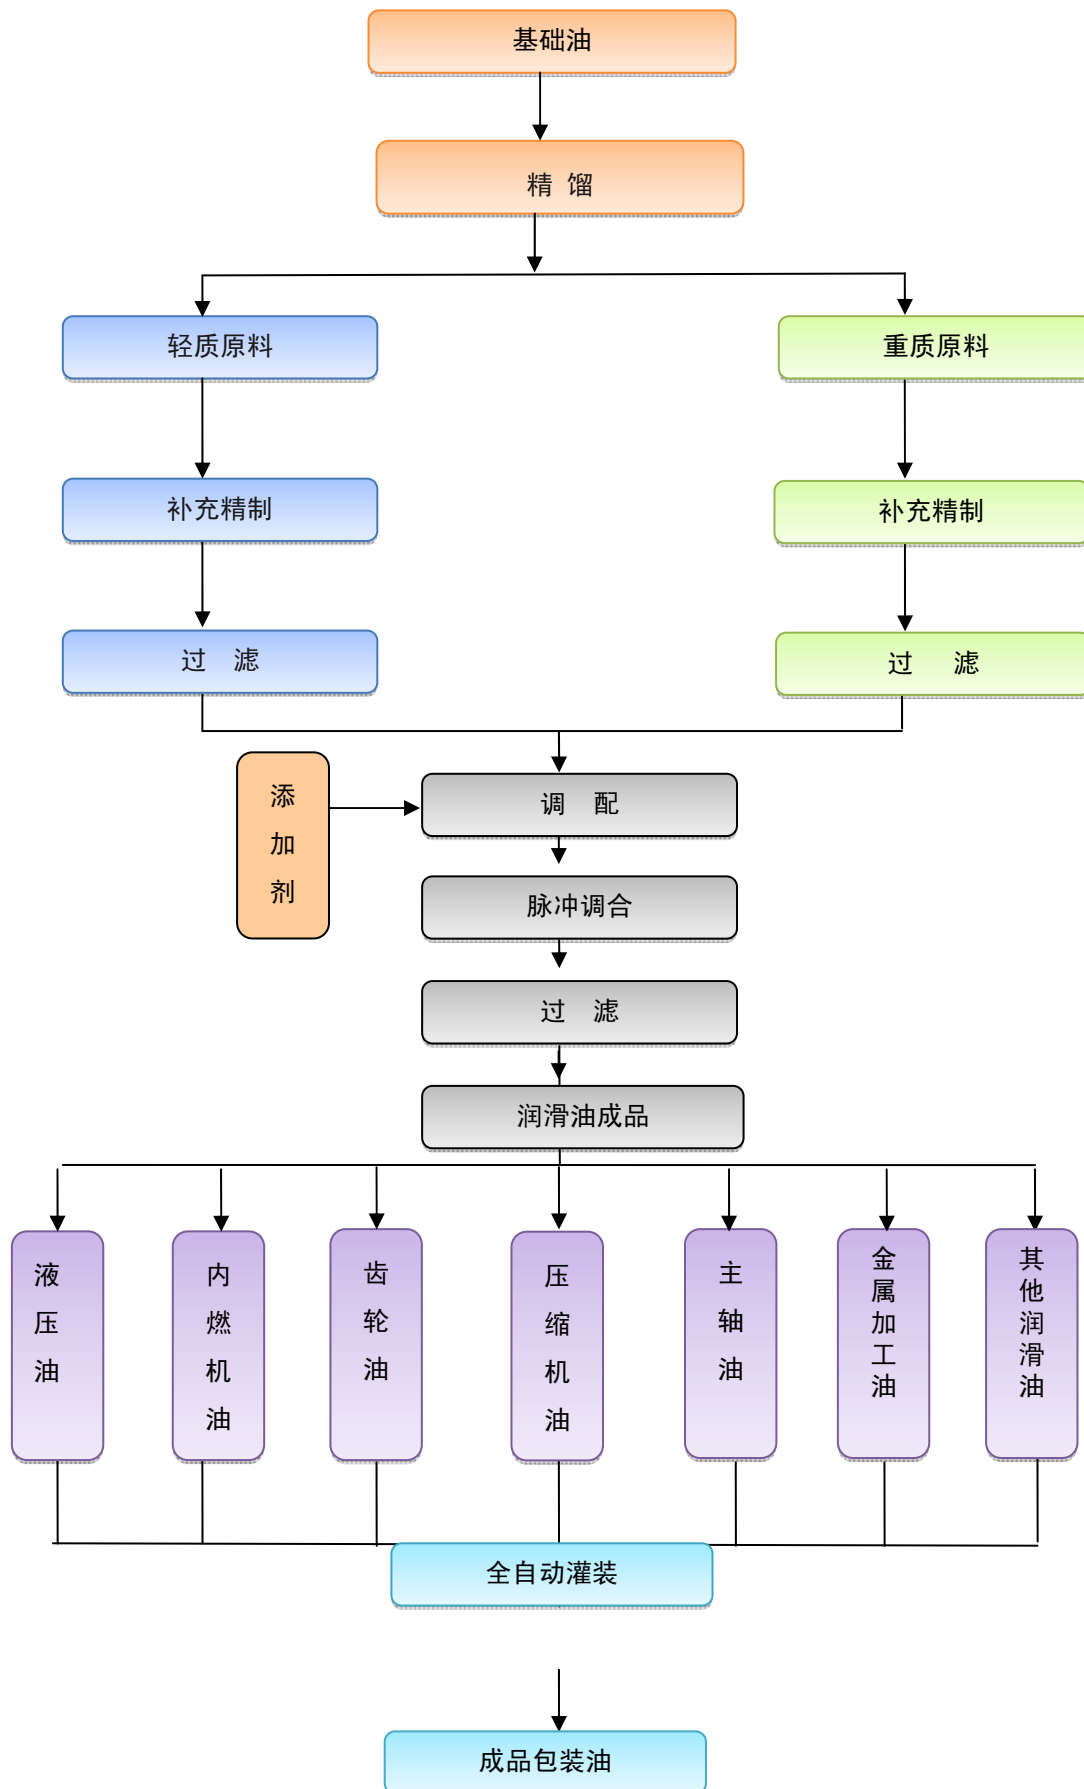 基础油
精 馏
轻质原料
重质原料
补充精制
补充精制
过 滤
过 滤
添加剂
调 配
脉冲调合
过 滤
润滑油成品
液压油
内燃机油
齿轮油
压缩机油
主轴油
金属加工油
其他润滑油
全自动灌装
成品包装油